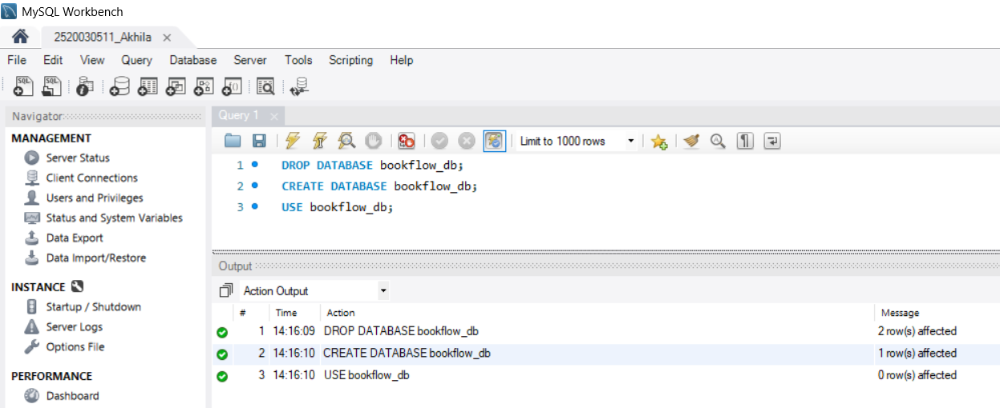 MySQL Workbench
2520030511_Akhila
File Edit View Query Database Server Tools Scripting Help
Navigator
MANAGEMENT
Server Status
Client Connections
Users and Privileges
Status and System Variables
Data Export
Data Import/Restore
INSTANCE
Startup / Shutdown
Server Logs
Options File
PERFORMANCE
Dashboard
Query 1
Limit to 1000 rows
1 DROP DATABASE bookflow_db;
2 CREATE DATABASE bookflow_db;
3 USE bookflow_db;
Output
Action Output
# Time Action Message
1 14:16:09 DROP DATABASE bookflow_db 2 row(s) affected
2 14:16:10 CREATE DATABASE bookflow_db 1 row(s) affected
3 14:16:10 USE bookflow_db 0 row(s) affected